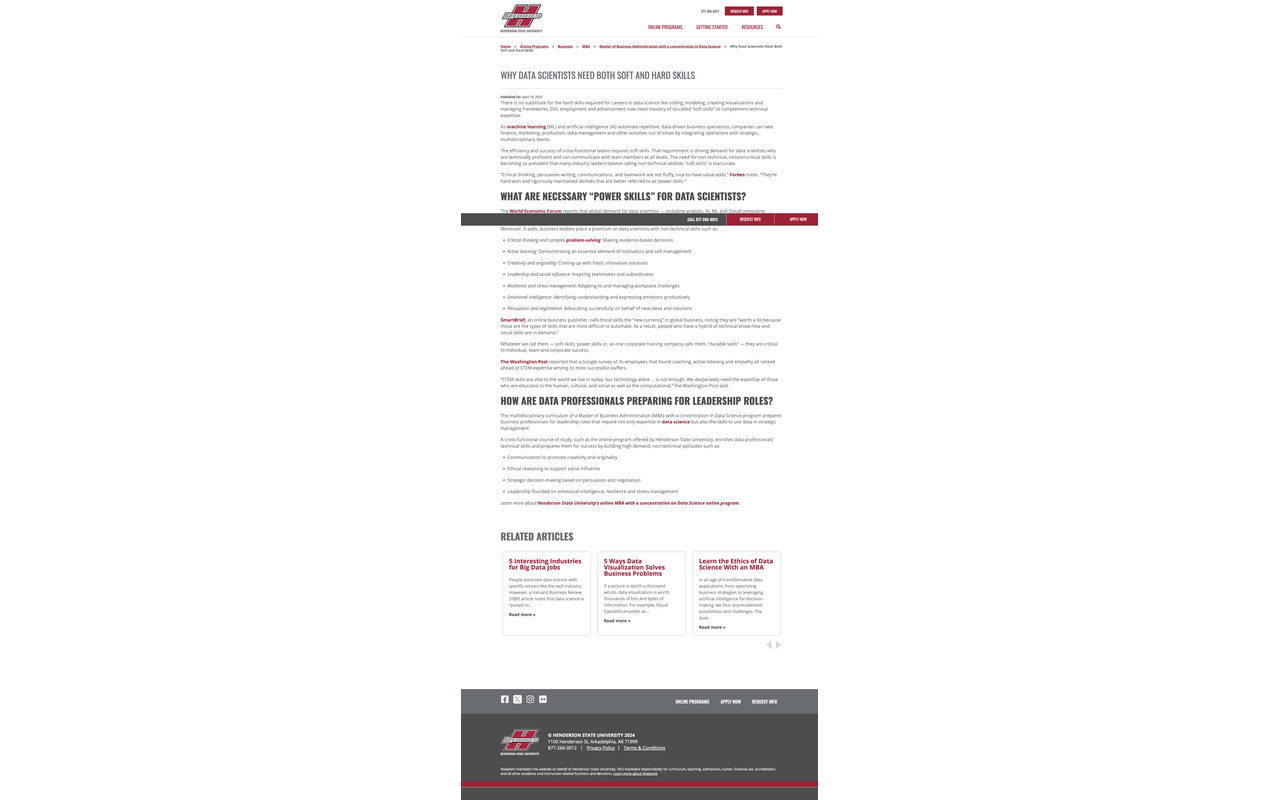 HENDERSON
HENDERSON STATE UNIVERSITY
877-266-0012
REQUEST INFO
APPLY NOW
ONLINE PROGRAMS
GETTING STARTED
RESOURCES
Home » Online Programs » Business » MBA » Master of Business Administration with a concentration in Data Science » Why Data Scientists Need Both
Soft and Hard Skills
WHY DATA SCIENTISTS NEED BOTH SOFT AND HARD SKILLS
Published On: April 18, 2023
There is no substitute for the hard skills required for careers in data science like coding, modeling, creating visualizations and
managing frameworks. Still, employment and advancement now need mastery of so-called "soft skills" to complement technical
expertise.
As machine learning (ML) and artificial intelligence (AI) automate repetitive, data-driven business operations, companies can take
finance, marketing, production, data management and other activities out of siloes by integrating operations with strategic,
multidisciplinary teams.
The efficiency and success of cross-functional teams requires soft skills. That requirement is driving demand for data scientists who
are technically proficient and can communicate with team members at all levels. The need for non-technical, mission-critical skills is
becoming so prevalent that many industry leaders believe calling non-technical abilities "soft skills" is inaccurate.
"Critical thinking, persuasive writing, communications, and teamwork are not fluffy, nice-to-have value-adds," Forbes notes. "They're
hard-won and rigorously maintained abilities that are better referred to as 'power skills.'"
WHAT ARE NECESSARY "POWER SKILLS" FOR DATA SCIENTISTS?
The World Economic Forum reports that global demand for data scientists — including analysts, AI, ML and Cloud computing
CALL 877-266-0012
REQUEST INFO
APPLY NOW
Moreover, it adds, business leaders place a premium on data scientists with non-technical skills such as:
• Critical thinking and complex problem-solving: Making evidence-based decisions
• Active learning: Demonstrating an essential element of motivation and self-management
• Creativity and originality: Coming up with fresh, innovative solutions
• Leadership and social influence: Inspiring teammates and subordinates
• Resilience and stress management: Adapting to and managing workplace challenges
• Emotional intelligence: Identifying, understanding and expressing emotions productively
• Persuasion and negotiation: Advocating successfully on behalf of new ideas and solutions
SmartBrief, an online business publisher, calls those skills the "new currency" in global business, noting they are "worth a lot because
those are the types of skills that are most difficult to automate. As a result, people who have a hybrid of technical know-how and
social skills are in demand."
Whatever we call them — soft skills, power skills or, as one corporate training company calls them, "durable skills" — they are critical
to individual, team and corporate success.
The Washington Post reported that a Google survey of its employees that found coaching, active listening and empathy all ranked
ahead of STEM expertise among its most successful staffers.
"STEM skills are vital to the world we live in today, but technology alone ... is not enough. We desperately need the expertise of those
who are educated to the human, cultural, and social as well as the computational," the Washington Post said.
HOW ARE DATA PROFESSIONALS PREPARING FOR LEADERSHIP ROLES?
The multidisciplinary curriculum of a Master of Business Administration (MBA) with a concentration in Data Science program prepares
business professionals for leadership roles that require not only expertise in data science but also the skills to use data in strategic
management.
A cross-functional course of study, such as the online program offered by Henderson State University, enriches data professionals'
technical skills and prepares them for success by building high-demand, non-technical aptitudes such as:
• Communication to promote creativity and originality
• Ethical reasoning to support social influence
• Strategic decision-making based on persuasion and negotiation
• Leadership founded on emotional intelligence, resilience and stress management
Learn more about Henderson State University's online MBA with a concentration on Data Science online program.
RELATED ARTICLES
5 Interesting Industries
for Big Data Jobs
People associate data science with
specific sectors like the tech industry.
However, a Harvard Business Review
(HBR) article notes that data science is
"poised to...
Read more »
5 Ways Data
Visualization Solves
Business Problems
If a picture is worth a thousand
words, data visualization is worth
thousands of bits and bytes of
information. For example, Visual
Capitalist provides an...
Read more »
Learn the Ethics of Data
Science With an MBA
In an age of transformative data
applications, from optimizing
business strategies to leveraging
artificial intelligence for decision-
making, we face unprecedented
possibilities and challenges. The
dual...
Read more »
ONLINE PROGRAMS
APPLY NOW
REQUEST INFO
HENDERSON
HENDERSON STATE UNIVERSITY
© HENDERSON STATE UNIVERSITY 2024
1100 Henderson St, Arkadelphia, AR 71999
877-266-0012 | Privacy Policy | Terms & Conditions
Risepoint maintains this website on behalf of Henderson State University. HSU maintains responsibility for curriculum, teaching, admissions, tuition, financial aid, accreditation,
and all other academic and instruction-related functions and decisions. Learn more about Risepoint.